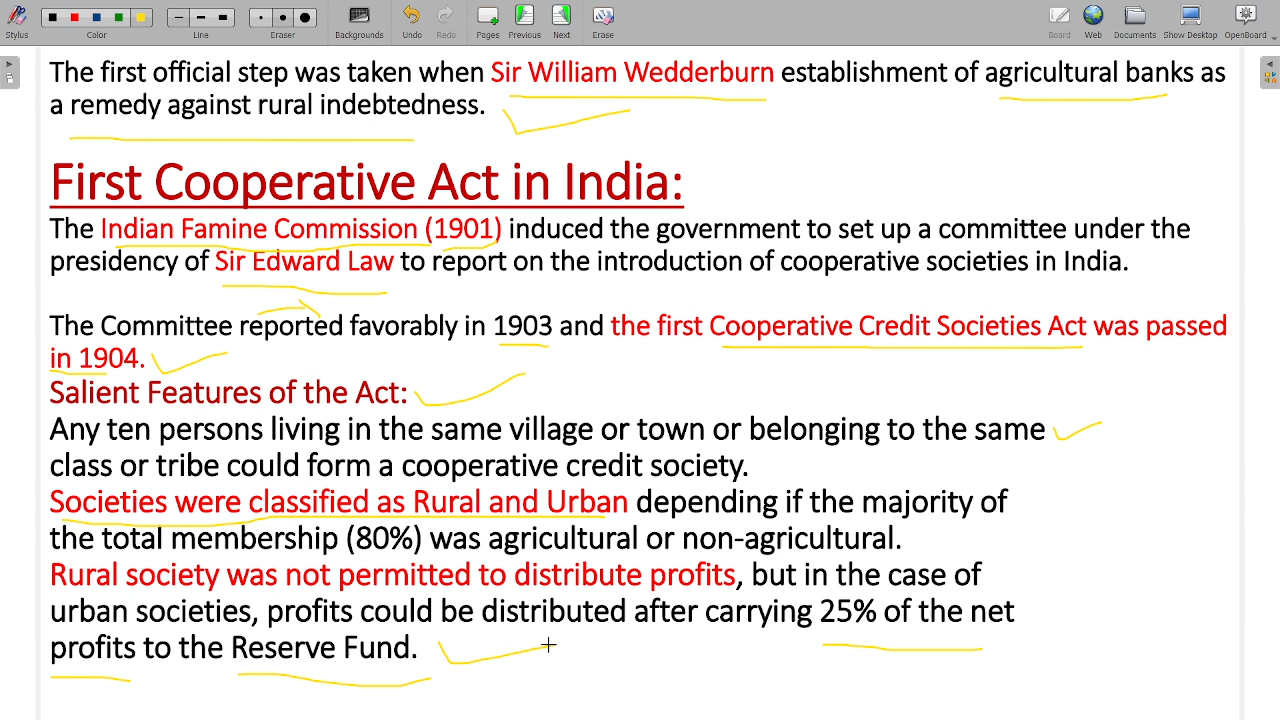 Stylus Color Line Eraser Backgrounds Undo Redo Pages Previous Next Erase Board Web Documents Show Desktop OpenBoard
The first official step was taken when Sir William Wedderburn establishment of agricultural banks as
a remedy against rural indebtedness.
First Cooperative Act in India:
The Indian Famine Commission (1901) induced the government to set up a committee under the
presidency of Sir Edward Law to report on the introduction of cooperative societies in India.
The Committee reported favorably in 1903 and the first Cooperative Credit Societies Act was passed
in 1904.
Salient Features of the Act:
Any ten persons living in the same village or town or belonging to the same
class or tribe could form a cooperative credit society.
Societies were classified as Rural and Urban depending if the majority of
the total membership (80%) was agricultural or non-agricultural.
Rural society was not permitted to distribute profits, but in the case of
urban societies, profits could be distributed after carrying 25% of the net
profits to the Reserve Fund.